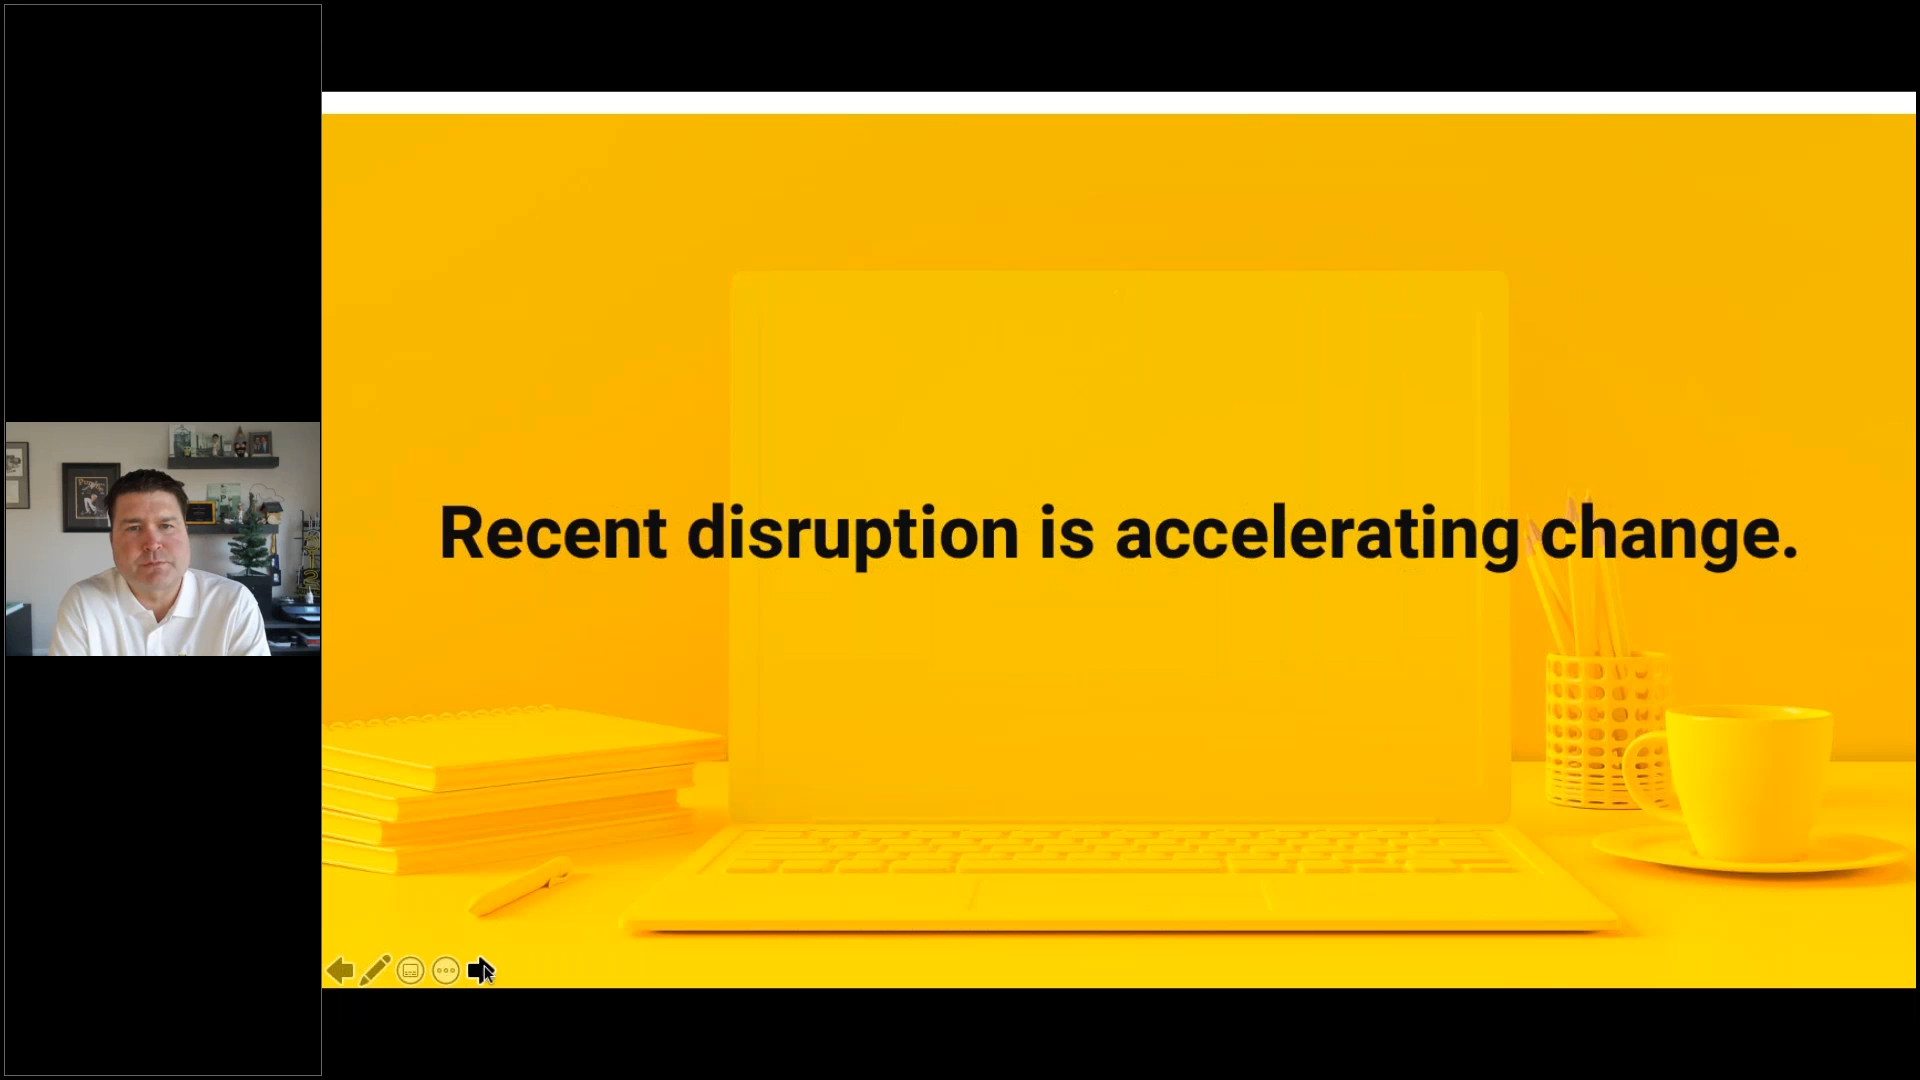 Recent disruption is accelerating change.